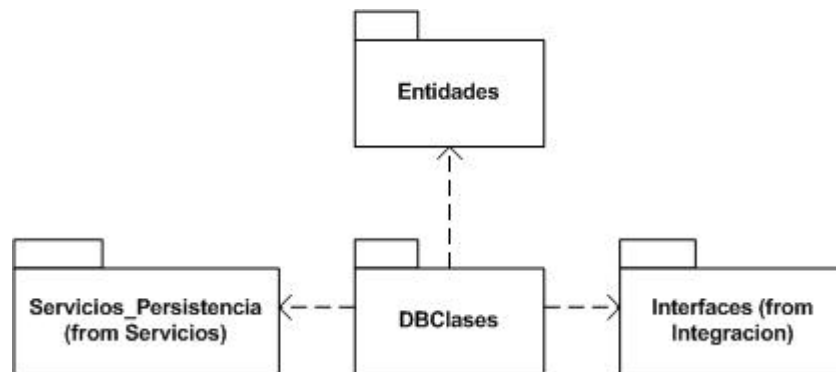 Entidades
Servicios_Persistencia
(from Servicios)
DBClases
Interfaces (from
Integracion)